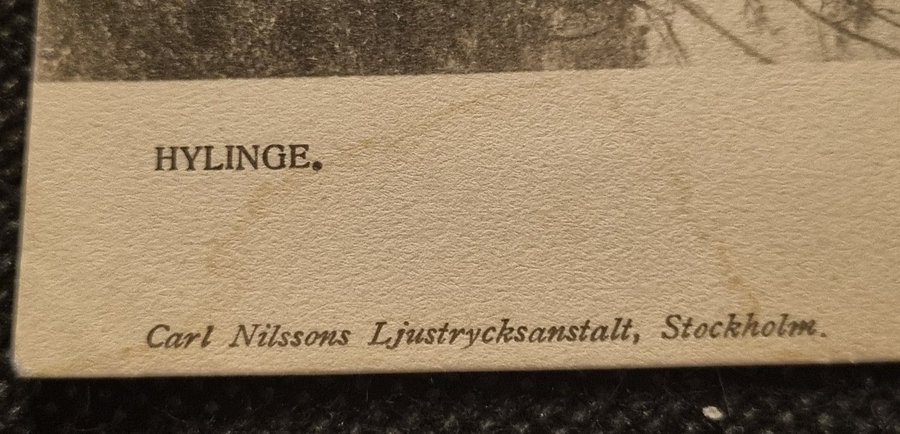 HYLINGE.
Carl Nilssons Ljustrycksanstalt, Stockholm.